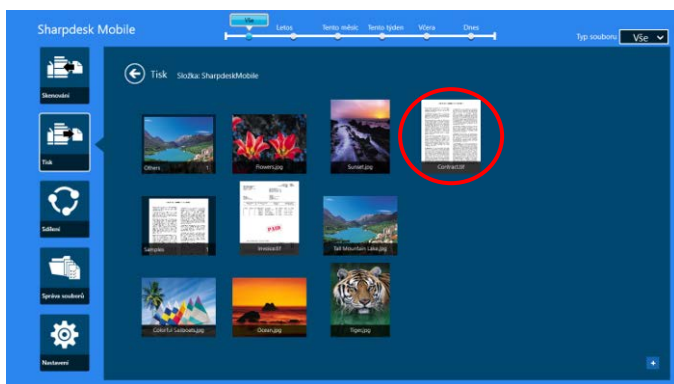 Sharpdesk Mobile
Vše
Letos
Tento měsíc
Tento týden
Včera
Dnes
Typ souboru
Vše
Skenování
Tisk
Sdílení
Správa souborů
Nastavení
Tisk Složka: SharpdeskMobile
Others 1
Flowers.jpg
Sunset.jpg
Contract.tif
Samples 1
Invoice.tif
Tall Mountain Lake.jpg
Colorful Sailboats.jpg
Ocean.jpg
Tiger.jpg